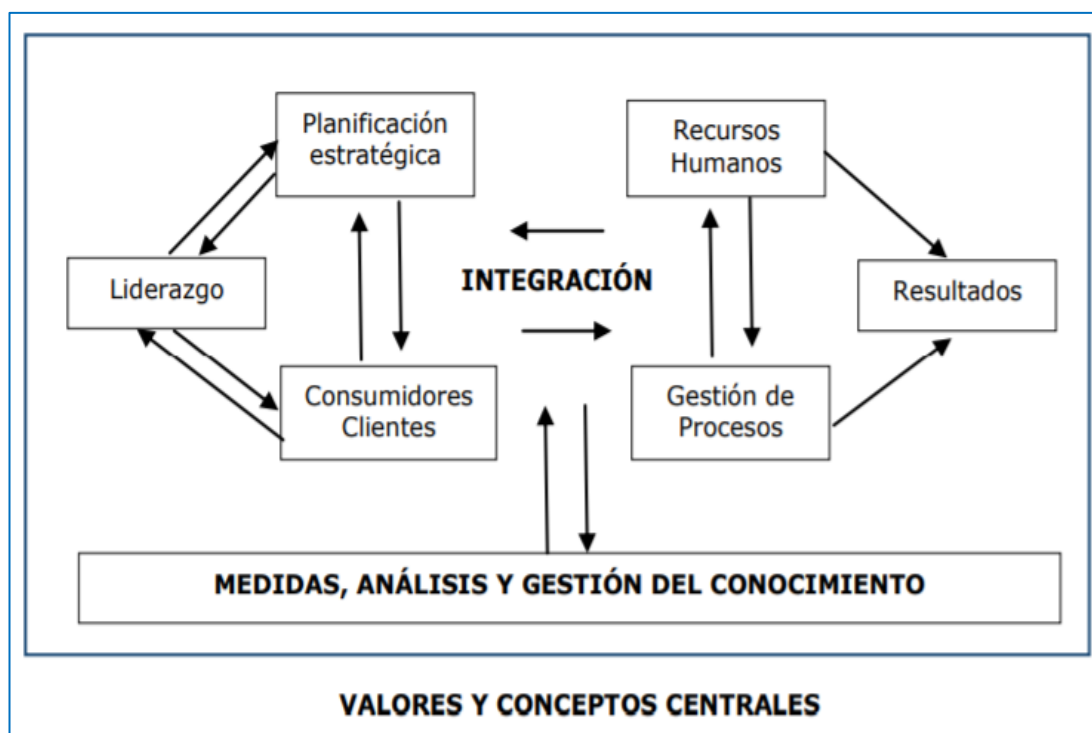 Planificación
estratégica
Recursos
Humanos
INTEGRACIÓN
Liderazgo
Resultados
Consumidores
Clientes
Gestión de
Procesos
MEDIDAS, ANÁLISIS Y GESTIÓN DEL CONOCIMIENTO
VALORES Y CONCEPTOS CENTRALES